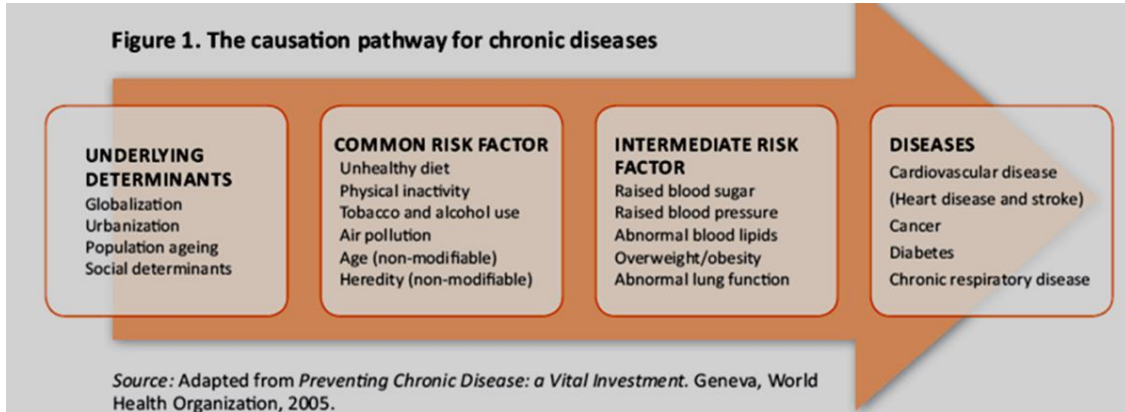 Figure 1. The causation pathway for chronic diseases
UNDERLYING
DETERMINANTS
Globalization
Urbanization
Population ageing
Social determinants
COMMON RISK FACTOR
Unhealthy diet
Physical inactivity
Tobacco and alcohol use
Air pollution
Age (non-modifiable)
Heredity (non-modifiable)
INTERMEDIATE RISK
FACTOR
Raised blood sugar
Raised blood pressure
Abnormal blood lipids
Overweight/obesity
Abnormal lung function
DISEASES
Cardiovascular disease
(Heart disease and stroke)
Cancer
Diabetes
Chronic respiratory disease
Source: Adapted from Preventing Chronic Disease: a Vital Investment. Geneva, World
Health Organization, 2005.